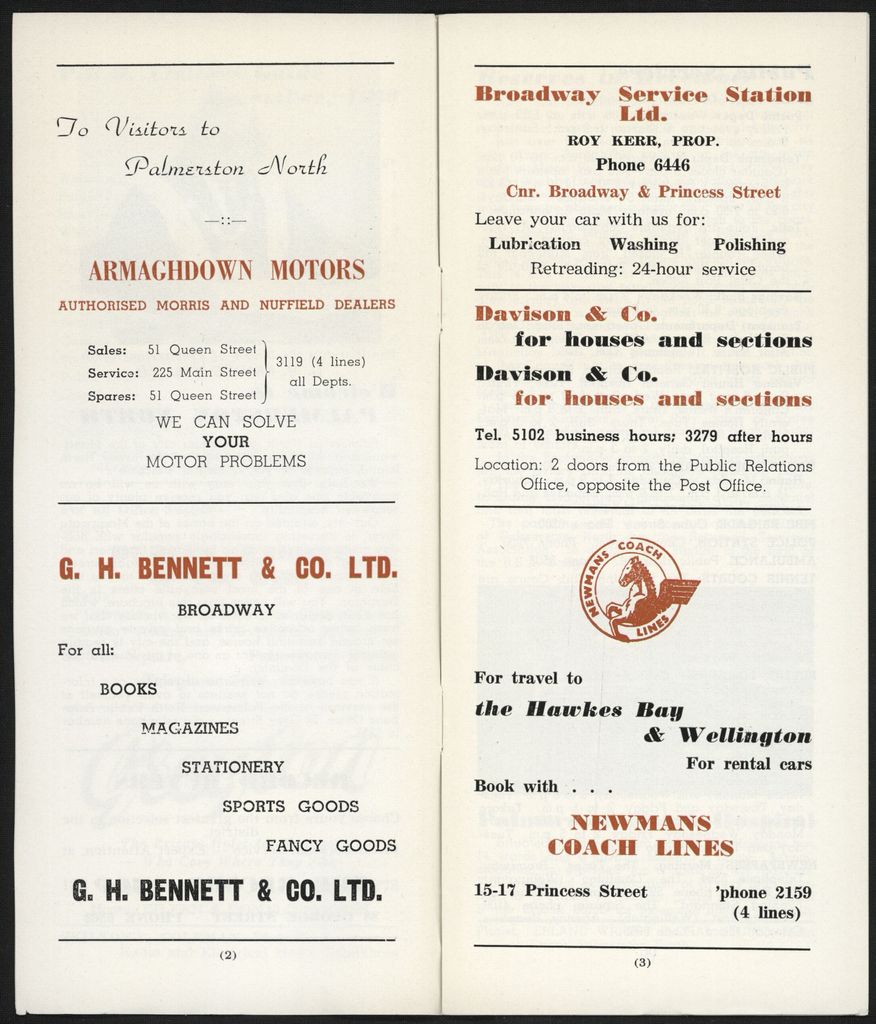 To Visitors to
Palmerston North
—::—
ARMAGHDOWN MOTORS
AUTHORISED MORRIS AND NUFFIELD DEALERS
Sales: 51 Queen Street
Service: 225 Main Street
Spares: 51 Queen Street
3119 (4 lines)
all Depts.
WE CAN SOLVE
YOUR
MOTOR PROBLEMS
G. H. BENNETT & CO. LTD.
BROADWAY
For all:
BOOKS
MAGAZINES
STATIONERY
SPORTS GOODS
FANCY GOODS
G. H. BENNETT & CO. LTD.
(2)
Broadway Service Station
Ltd.
ROY KERR, PROP.
Phone 6446
Cnr. Broadway & Princess Street
Leave your car with us for:
Lubrication Washing Polishing
Retreading: 24-hour service
Davison & Co.
for houses and sections
Davison & Co.
for houses and sections
Tel. 5102 business hours; 3279 after hours
Location: 2 doors from the Public Relations
Office, opposite the Post Office.
NEWMANS COACH
LINES
For travel to
the Hawkes Bay
& Wellington
For rental cars
Book with . . .
NEWMANS
COACH LINES
15-17 Princess Street 'phone 2159
(4 lines)
(3)